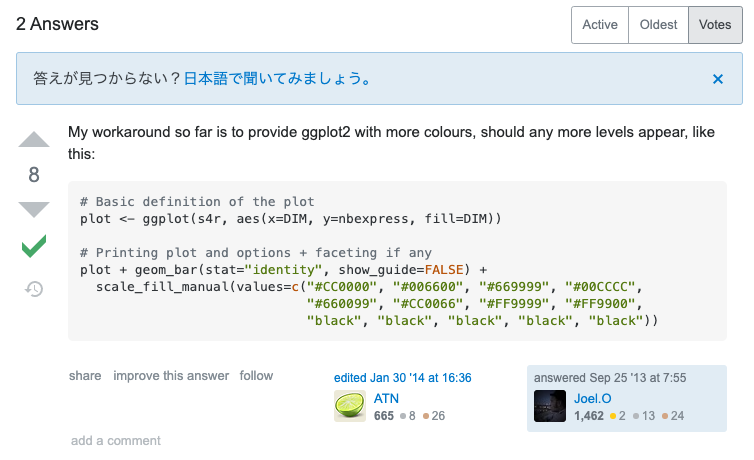 2 Answers
Active Oldest Votes
答えが見つからない？日本語で聞いてみましょう。
My workaround so far is to provide ggplot2 with more colours, should any more levels appear, like
this:
8
# Basic definition of the plot
plot <- ggplot(s4r, aes(x=DIM, y=nbexpress, fill=DIM))
# Printing plot and options + faceting if any
plot + geom_bar(stat="identity", show_guide=FALSE) +
scale_fill_manual(values=c("#CC0000", "#006600", "#669999", "#00CCCC",
"#660099", "#CC0066", "#FF9999", "#FF9900",
"black", "black", "black", "black", "black"))
share improve this answer follow
edited Jan 30 '14 at 16:36
ATN
665 8 26
answered Sep 25 '13 at 7:55
Joel.O
1,462 2 13 24
add a comment